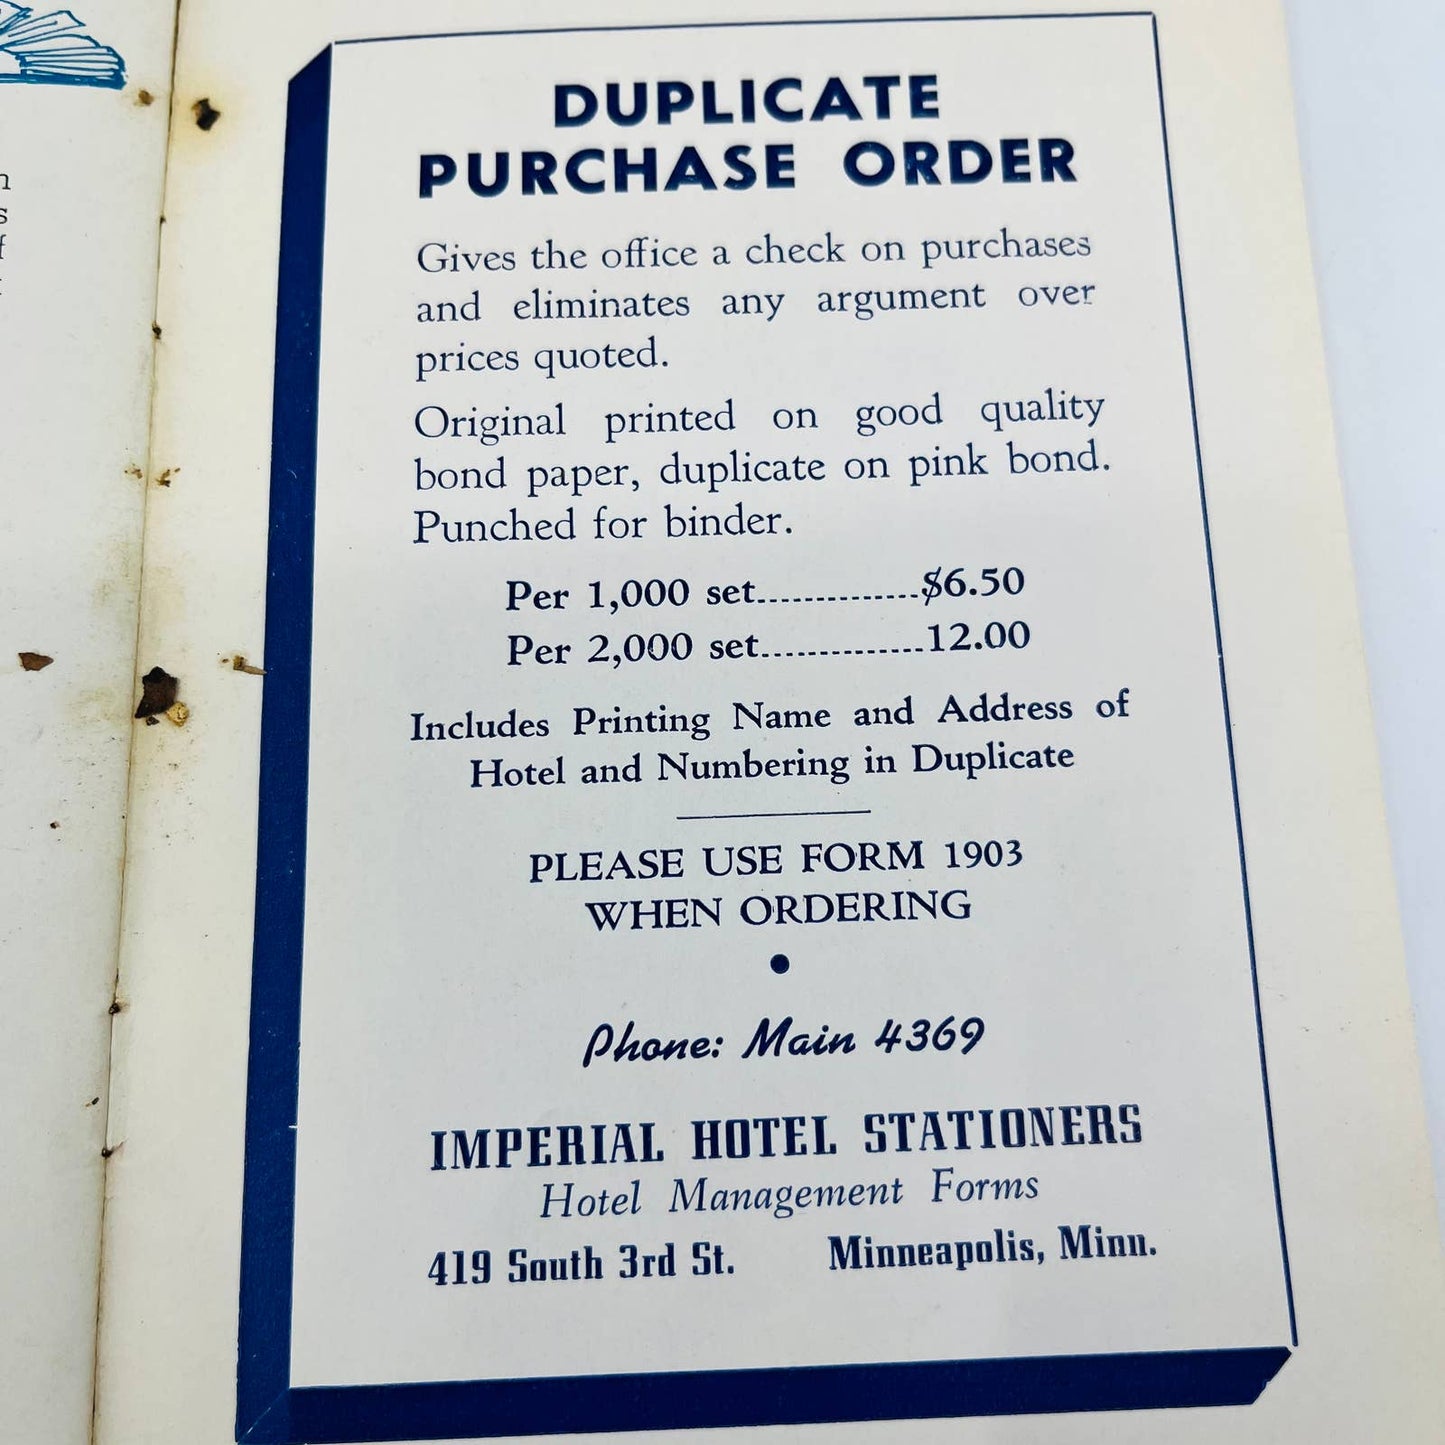 DUPLICATE
PURCHASE ORDER
Gives the office a check on purchases
and eliminates any argument over
prices quoted.
Original printed on good quality
bond paper, duplicate on pink bond.
Punched for binder.
Per 1,000 set..............$6.50
Per 2,000 set..............12.00
Includes Printing Name and Address of
Hotel and Numbering in Duplicate
PLEASE USE FORM 1903
WHEN ORDERING
Phone: Main 4369
IMPERIAL HOTEL STATIONERS
Hotel Management Forms
419 South 3rd St. Minneapolis, Minn.